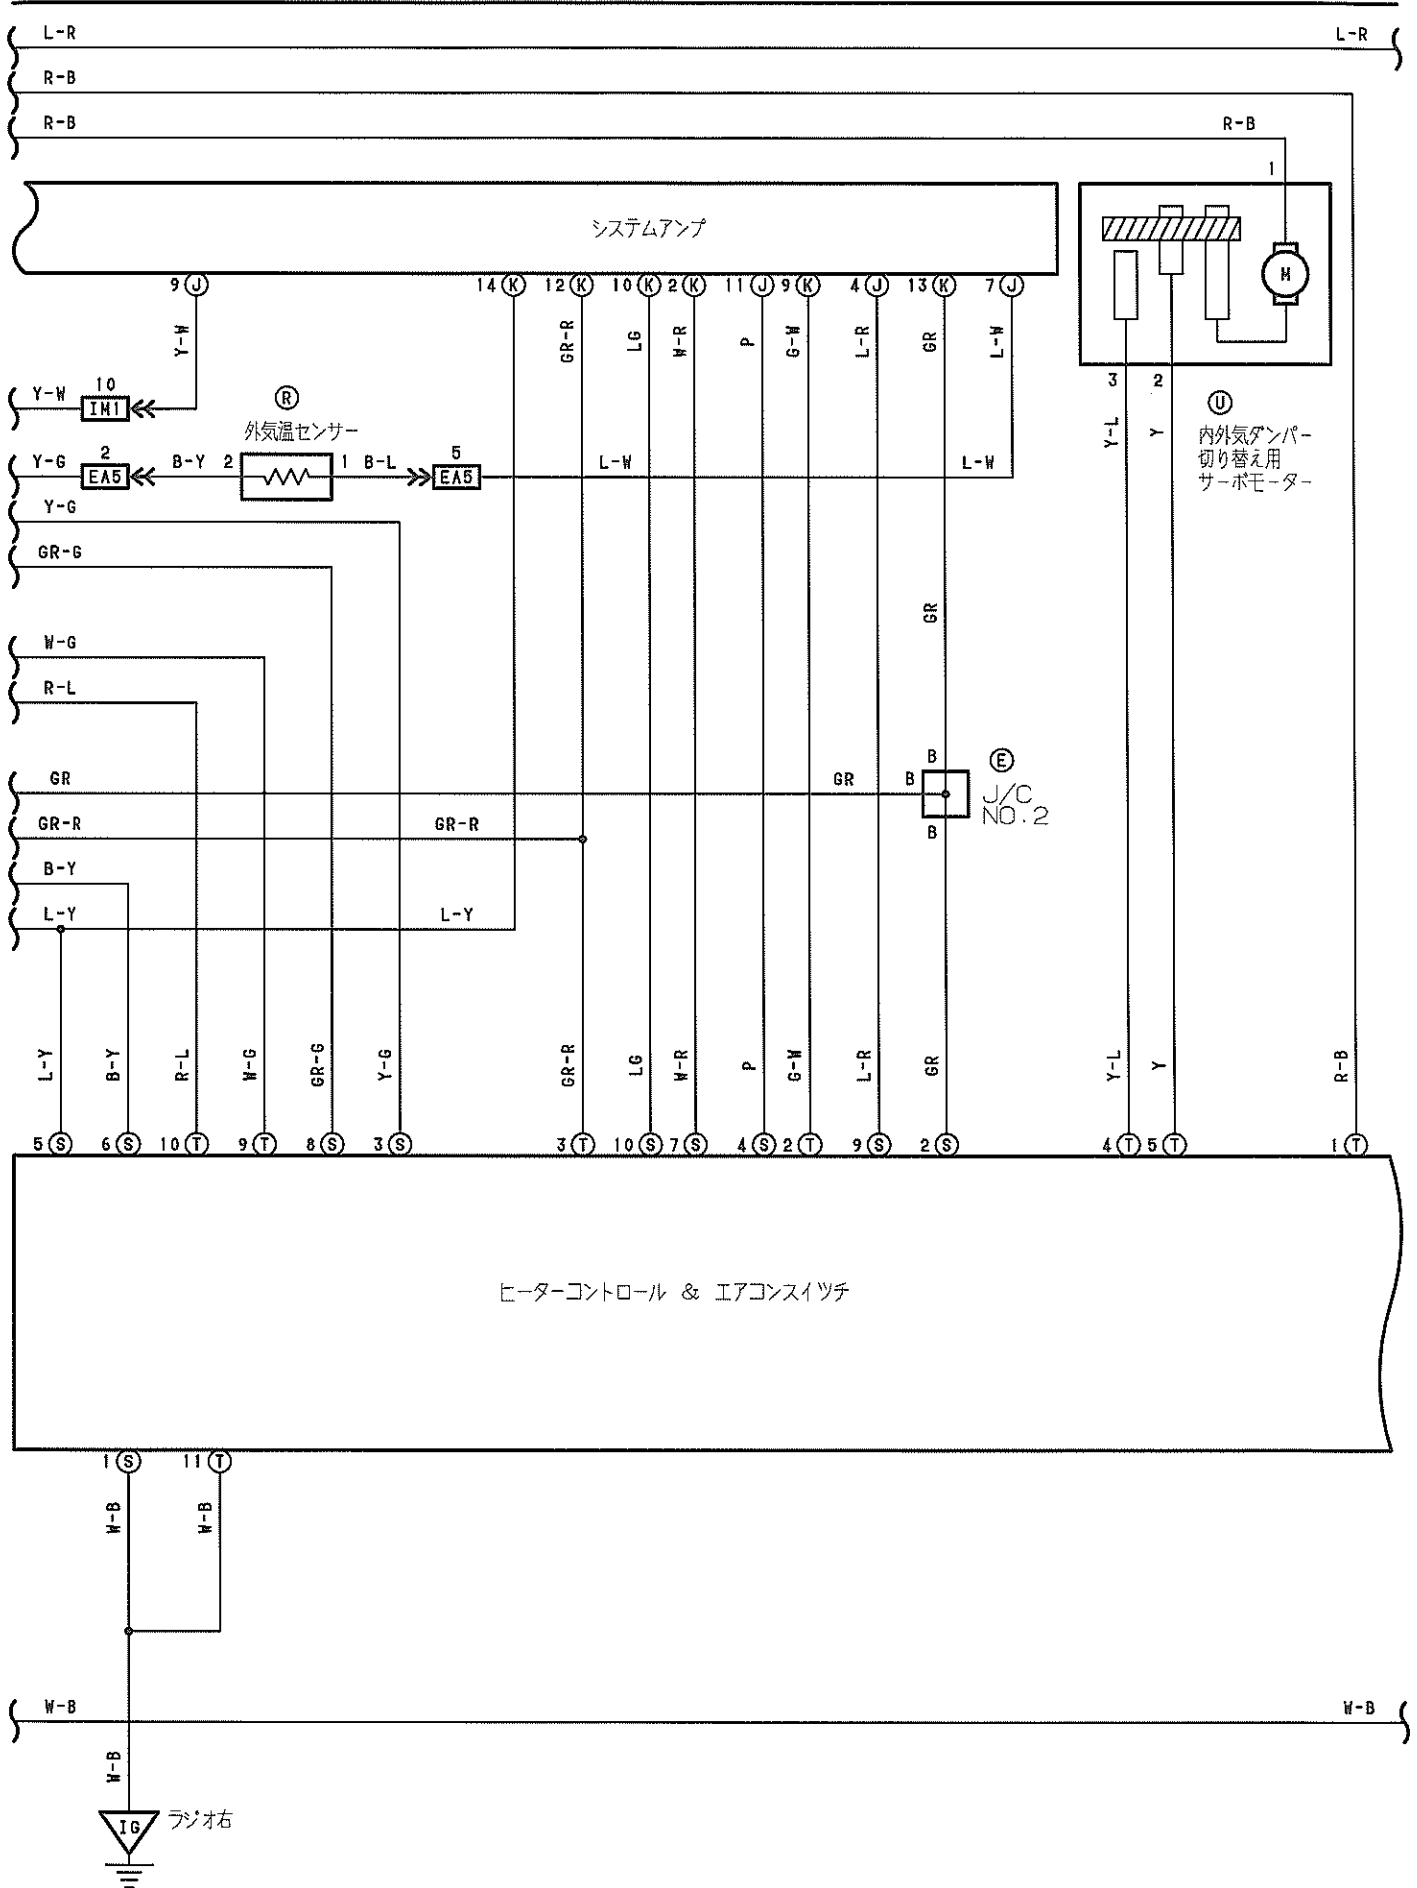 L-R L-R
R-B
R-B R-B
1
システムアンプ
M
9 J 14 K 12 K 10 K 2 K 11 J 9 K 4 J 13 K 7 J
Y-W GR-R LG W-R P G-W L-R GR L-W
3 2
Y-W 10
IM1
R
外気温センサー
U
内外気ダンパー
切り替え用
サーボモーター
Y-L Y
Y-G 2 B-Y 2 1 B-L 5 L-W L-W
EA5 EA5
Y-G
GR-G
GR
W-G
R-L
B E
GR GR B J/C
NO.2
GR-R GR-R B
B-Y
L-Y L-Y
L-Y B-Y R-L W-G GR-G Y-G GR-R LG W-R P G-W L-R GR Y-L Y R-B
5 S 6 S 10 T 9 T 8 S 3 S 3 T 10 S 7 S 4 S 2 T 9 S 2 S 4 T 5 T 1 T
ヒーターコントロール & エアコンスイツチ
1 S 11 T
W-B W-B
W-B W-B
W-B
IG ラジオ右